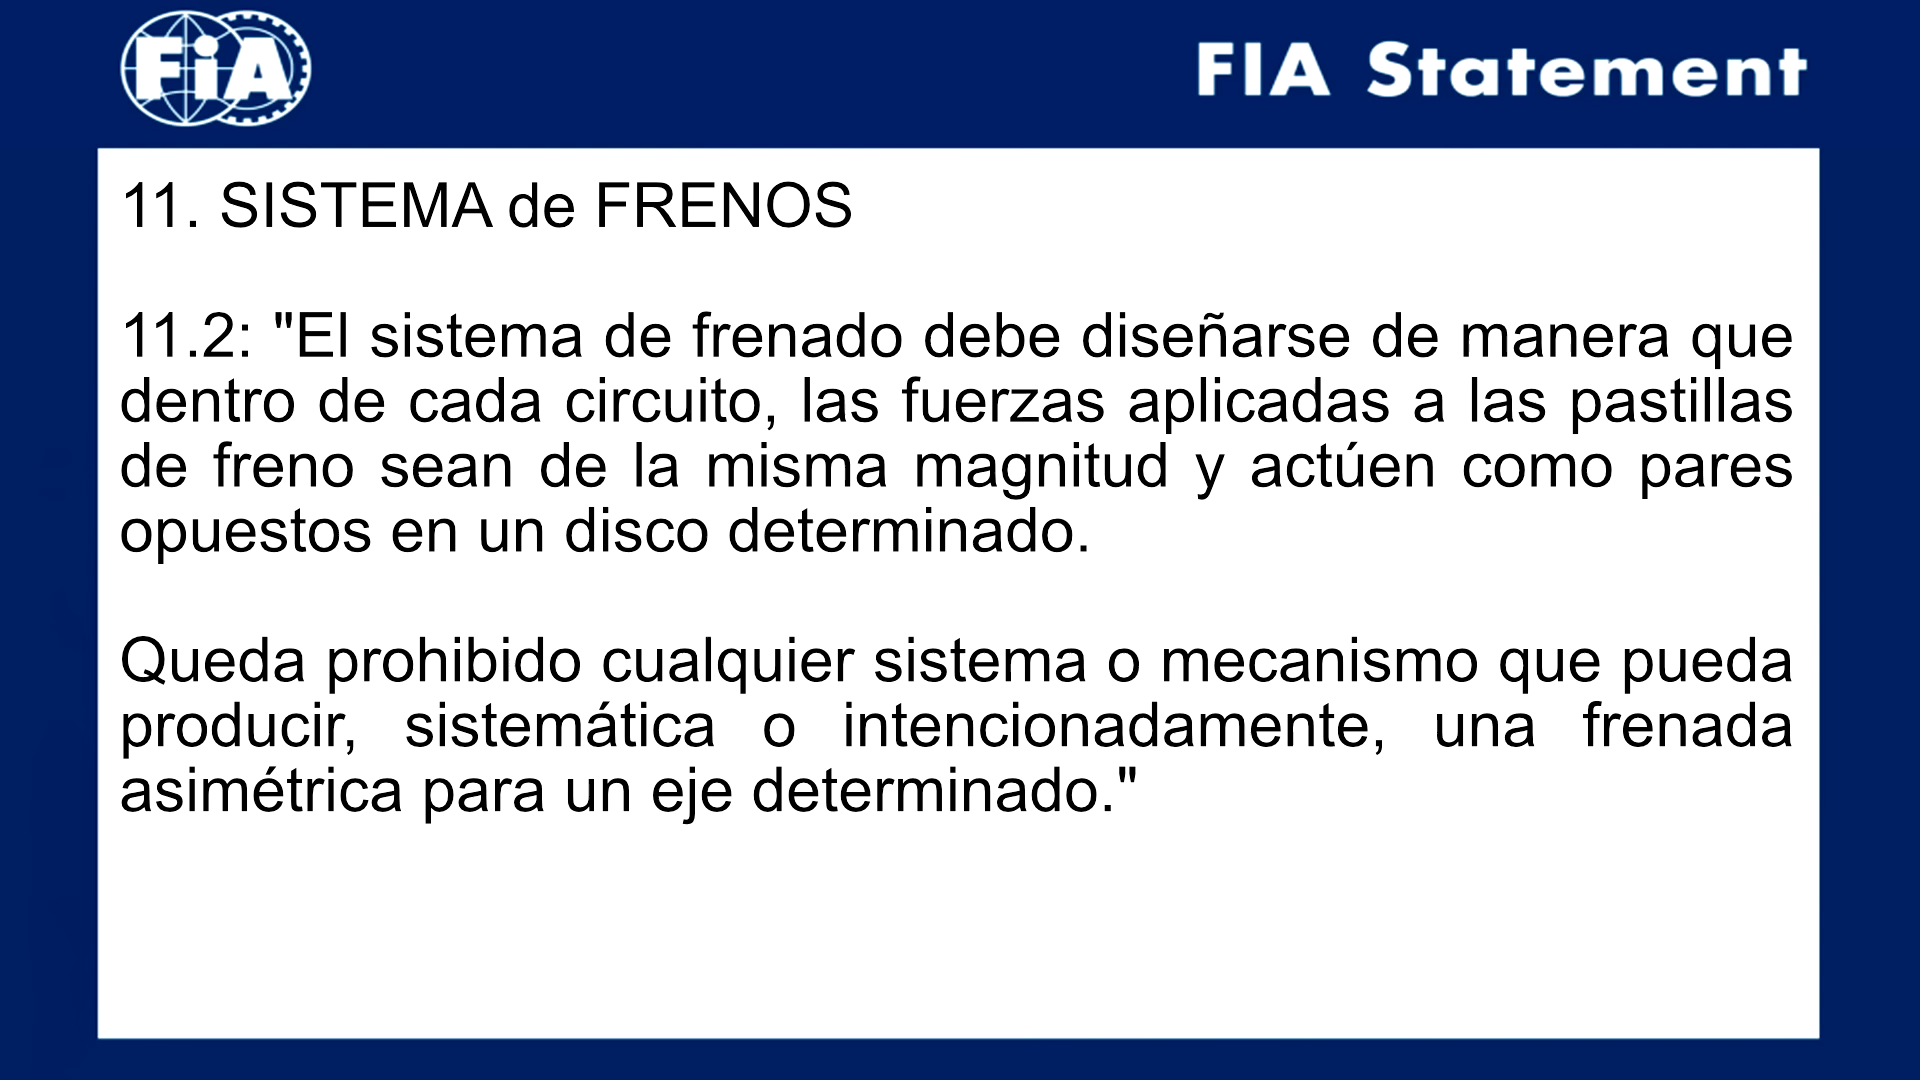 FiA
FIA Statement
11. SISTEMA de FRENOS
11.2: "El sistema de frenado debe diseñarse de manera que
dentro de cada circuito, las fuerzas aplicadas a las pastillas
de freno sean de la misma magnitud y actúen como pares
opuestos en un disco determinado.
Queda prohibido cualquier sistema o mecanismo que pueda
producir, sistemática o intencionadamente, una frenada
asimétrica para un eje determinado."